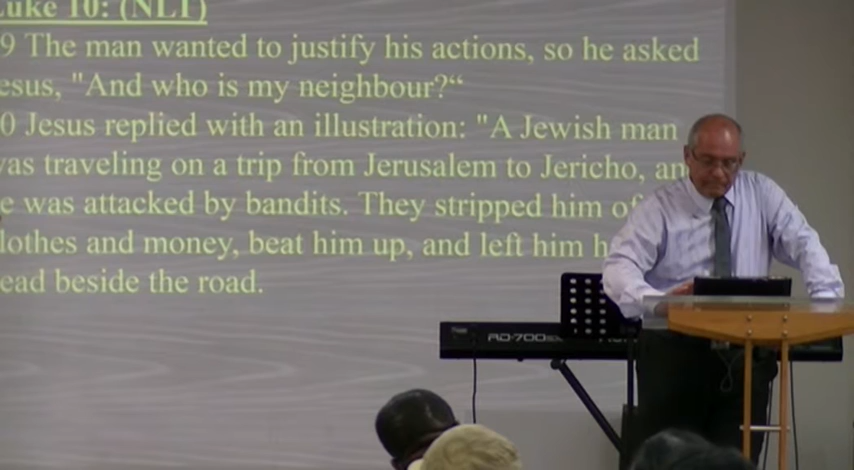 Luke 10: (NLT)
9 The man wanted to justify his actions, so he asked
esus, "And who is my neighbour?“
0 Jesus replied with an illustration: "A Jewish man
was traveling on a trip from Jerusalem to Jericho, an
e was attacked by bandits. They stripped him of
lothes and money, beat him up, and left him h
ead beside the road.
RD-700SX